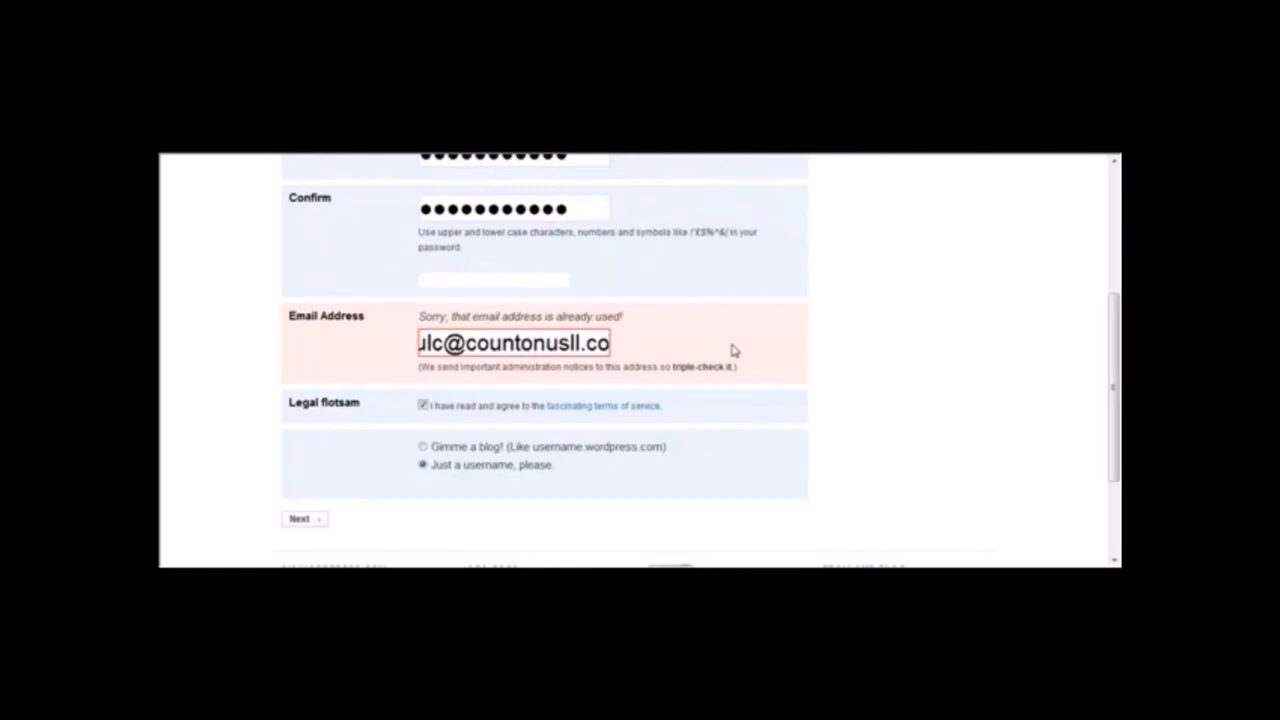 Confirm
Use upper and lower case characters, numbers and symbols like !"£$%^&( in your
password.
Email Address
Sorry, that email address is already used!
ulc@countonusll.co
(We send important administration notices to this address so triple-check it.)
Legal flotsam
I have read and agree to the fascinating terms of service.
Gimme a blog! (Like username.wordpress.com)
Just a username, please.
Next